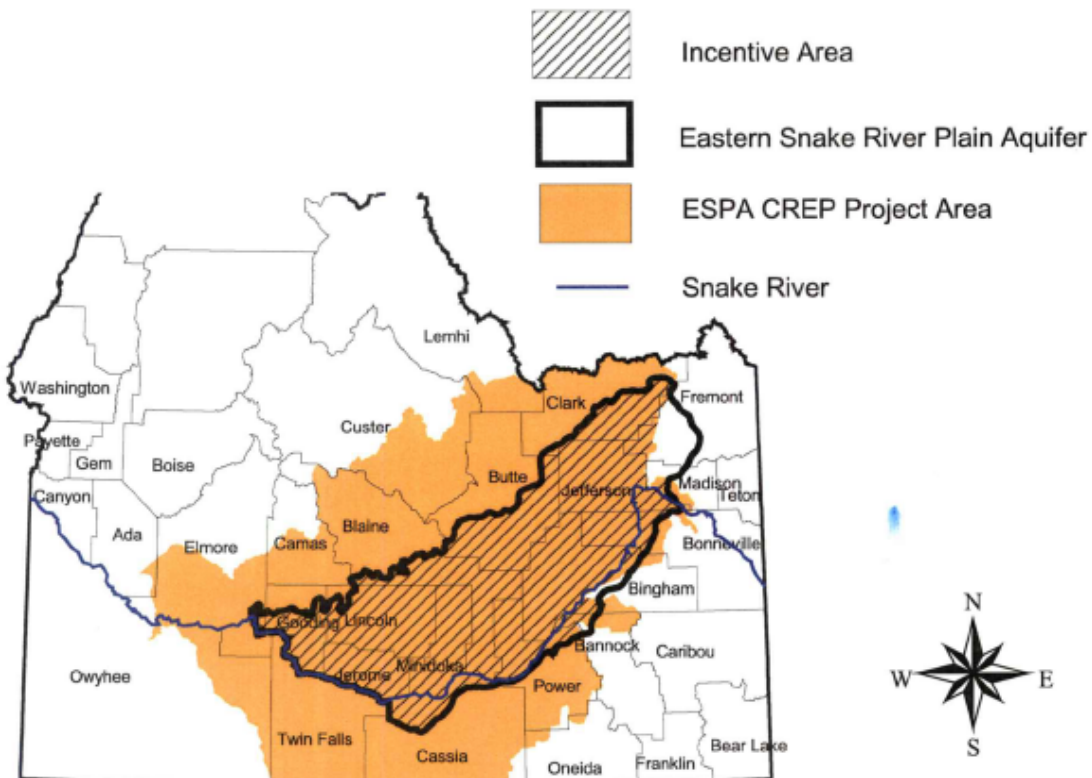 Incentive Area
Eastern Snake River Plain Aquifer
ESPA CREP Project Area
Snake River
Lemhi
Washington
Clark
Fremont
Custer
Payette
Gem
Boise
Butte
Madison
Jefferson
Teton
Canyon
Ada
Blaine
Elmore
Camas
Bonneville
Bingham
Gooding
Lincoln
Bannock
Caribou
Owyhee
Jerome
Minidoka
Power
Twin Falls
Cassia
Bear Lake
Oneida
Franklin
N
W
E
S